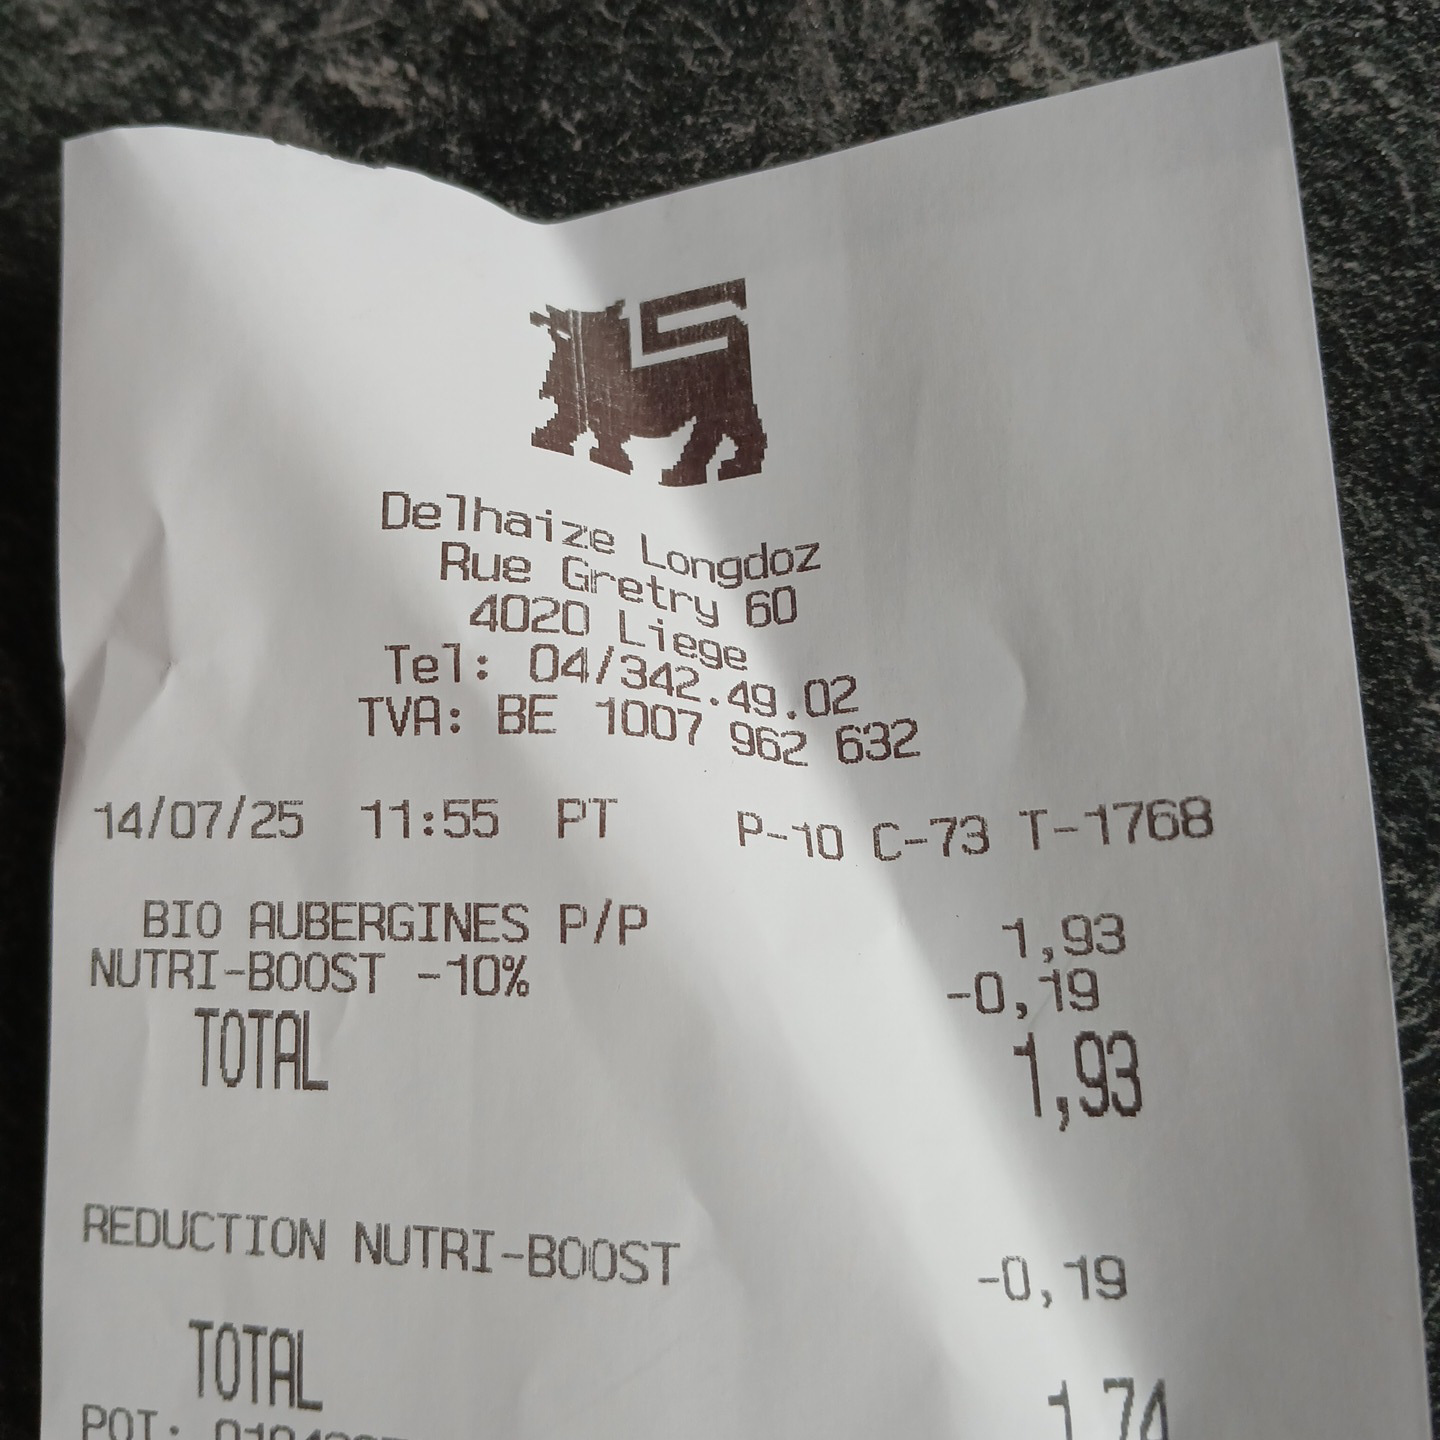 Delhaize Longdoz
Rue Gretry 60
4020 Liege
Tel: 04/342.49.02
TVA: BE 1007 962 632
14/07/25 11:55 PT P-10 C-73 T-1768
BIO AUBERGINES P/P 1,93
NUTRI-BOOST -10% -0,19
TOTAL 1,93
REDUCTION NUTRI-BOOST -0,19
TOTAL 1,74
POI: